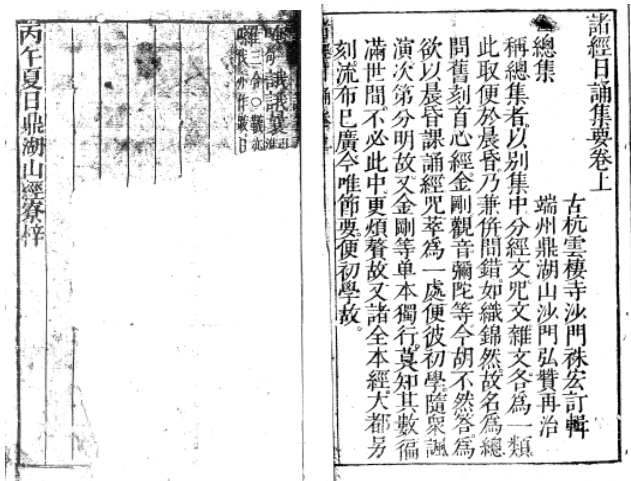 諸經日誦集要卷上
古杭雲棲寺沙門袾宏訂輯
端州鼎湖山沙門弘贊再治
總集
稱總集者以別集中分經文咒文雜文各為一類
此取便於晨昏乃兼併間錯如織錦然故名為總
問舊刻首心經金剛觀音彌陀等今胡不然答為
欲以晨昏課誦經咒萃為一處便彼初學隨衆諷
演次第分明故又金剛等单本獨行莫知其數徧
滿世間不必此中更煩贅故又諸全本經大都另
刻流布已廣今唯節要便初學故。
二合○
丙午夏日鼎湖山經寮梓